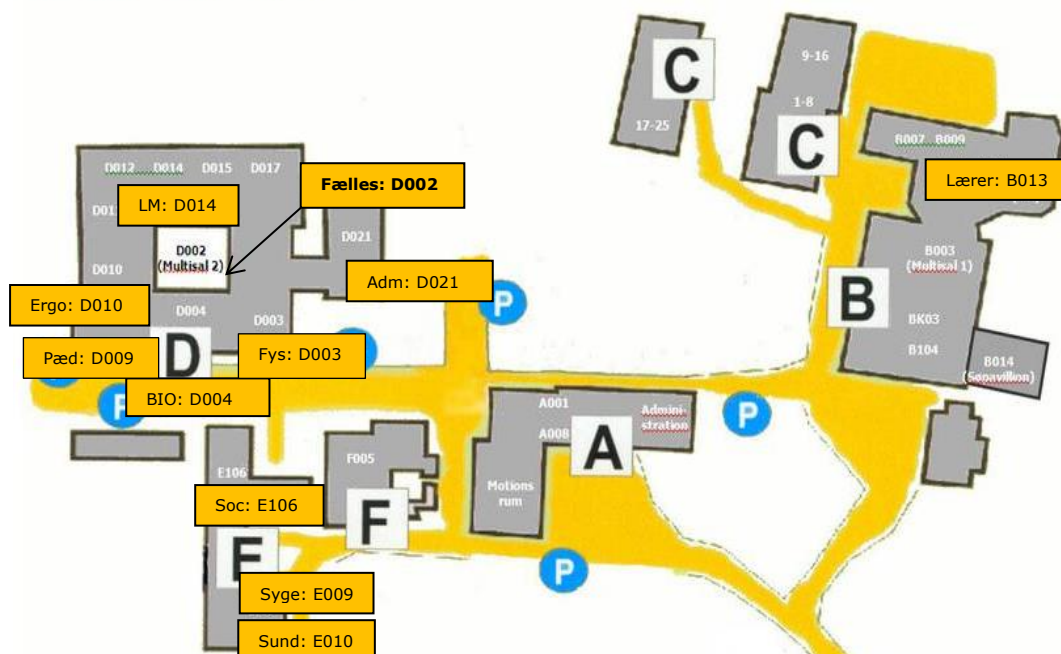 C
9-16
17-25
1-8
C
B007 B009
Lærer: B013
D012 D014 D015 D017
Fælles: D002
LM: D014
D021
D002
(Multisal 2)
D010
Adm: D021
B003
(Multisal 1)
Ergo: D010
P
B
D004
D003
BK03
D
Pæd: D009
Fys: D003
B104
B014
(Søpavillon)
BIO: D004
P
P
A001
Admini-
stration
A008
A
E106
F005
Motions
rum
Soc: E106
F
E
P
Syge: E009
Sund: E010